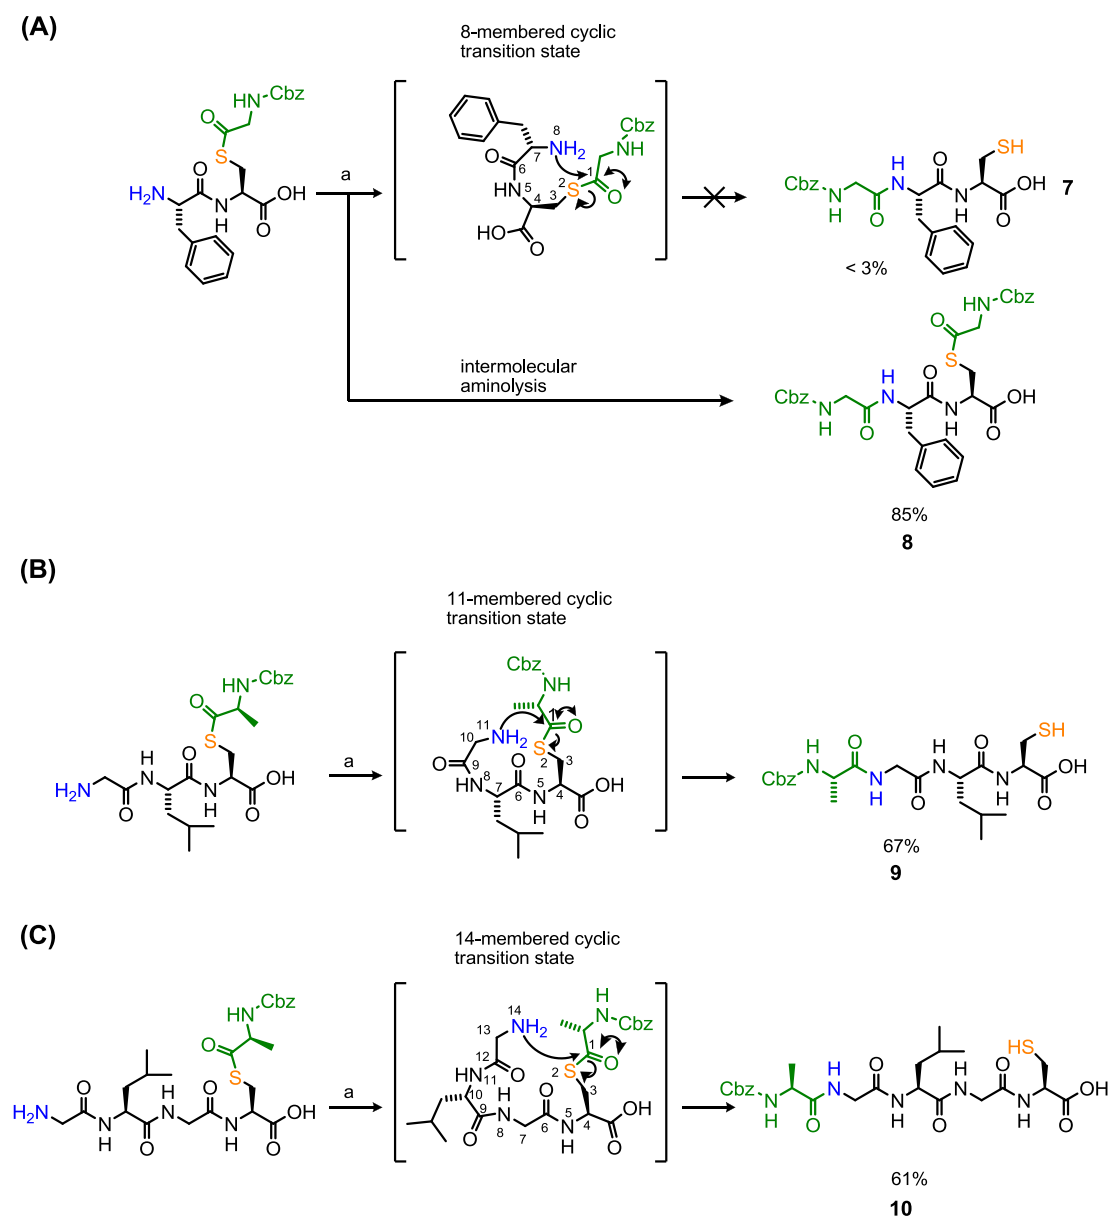 (A)
8-membered cyclic
transition state
HN Cbz
O
S
O
H2N
N
H
OH
O
a
8
NH2
7
O
6
HN 5
4
3
2
S
1
O
Cbz
NH
HO
O
Cbz
N
H
O
H
N
O
N
H
SH
OH
O
7
< 3%
intermolecular
aminolysis
HN Cbz
O
S
Cbz
N
H
O
H
N
O
N
H
OH
O
85%
8
(B)
11-membered cyclic
transition state
H
N Cbz
O
S
H2N
O
H
N
O
N
H
OH
O
a
Cbz
NH
11
NH2
10
O
9
8
N
H
7
O
6
5
N
H
4
3
2
S
1
O
OH
O
Cbz
H
N
O
N
H
O
H
N
O
N
H
SH
OH
O
67%
9
(C)
14-membered cyclic
transition state
HN Cbz
O
S
H2N
O
N
H
O
H
N
O
N
H
OH
O
a
14
NH2
13
12
O
H
N
11
10
9
O
H
N
8
7
O
6
5
N
H
4
3
2
S
1
O
H
N
Cbz
OH
O
Cbz
N
H
O
H
N
O
N
H
O
H
N
O
N
H
HS
OH
O
61%
10